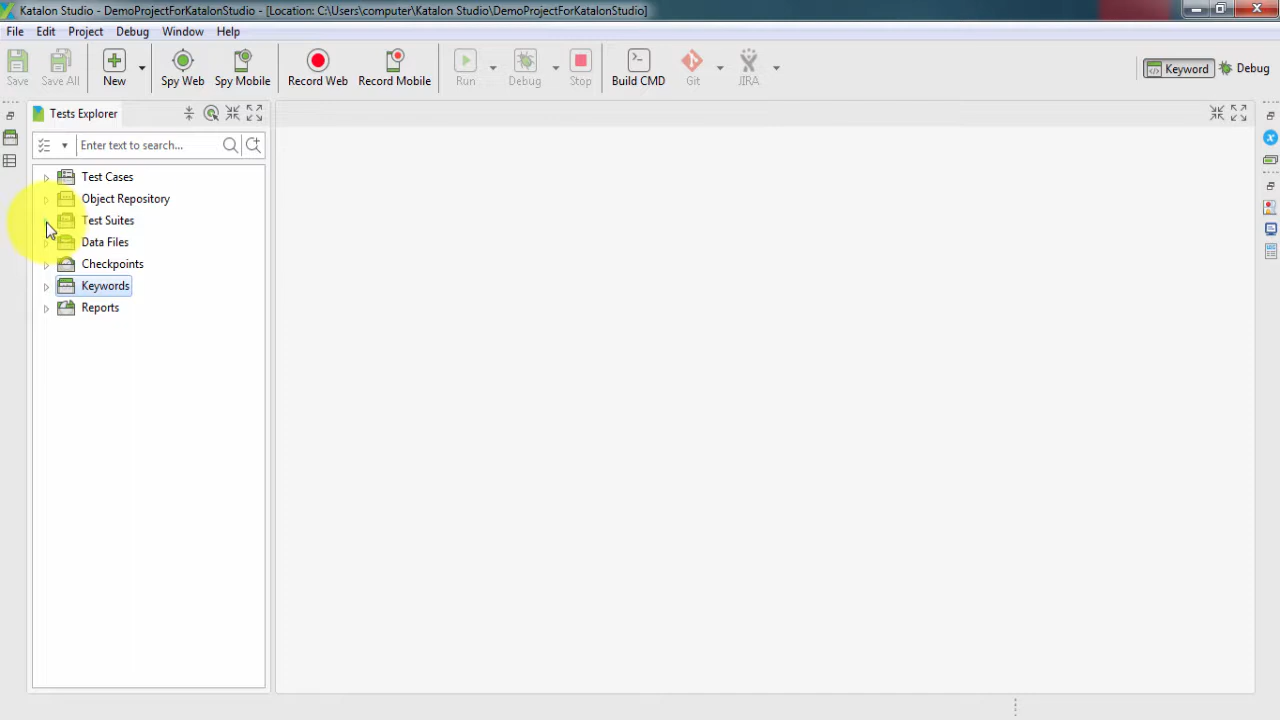 Katalon Studio - DemoProjectForKatalonStudio - [Location: C:\Users\computer\Katalon Studio\DemoProjectForKatalonStudio]
File Edit Project Debug Window Help
Save Save All New Spy Web Spy Mobile Record Web Record Mobile Run Debug Stop Build CMD Git JIRA Keyword Debug
Tests Explorer
Enter text to search...
Test Cases
Object Repository
Test Suites
Data Files
Checkpoints
Keywords
Reports